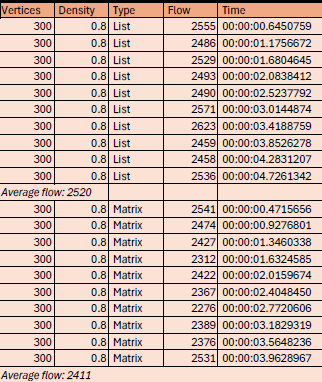 Vertices Density Type Flow Time
300 0.8 List 2555 00:00:00.6450759
300 0.8 List 2486 00:00:01.1756672
300 0.8 List 2529 00:00:01.6804645
300 0.8 List 2493 00:00:02.0838412
300 0.8 List 2490 00:00:02.5237792
300 0.8 List 2571 00:00:03.0144874
300 0.8 List 2623 00:00:03.4188759
300 0.8 List 2459 00:00:03.8526278
300 0.8 List 2458 00:00:04.2831207
300 0.8 List 2536 00:00:04.7261342
Average flow: 2520
300 0.8 Matrix 2541 00:00:00.4715656
300 0.8 Matrix 2474 00:00:00.9276801
300 0.8 Matrix 2427 00:00:01.3460338
300 0.8 Matrix 2312 00:00:01.6324585
300 0.8 Matrix 2422 00:00:02.0159674
300 0.8 Matrix 2367 00:00:02.4048450
300 0.8 Matrix 2276 00:00:02.7720606
300 0.8 Matrix 2389 00:00:03.1829319
300 0.8 Matrix 2376 00:00:03.5648236
300 0.8 Matrix 2531 00:00:03.9628967
Average flow: 2411